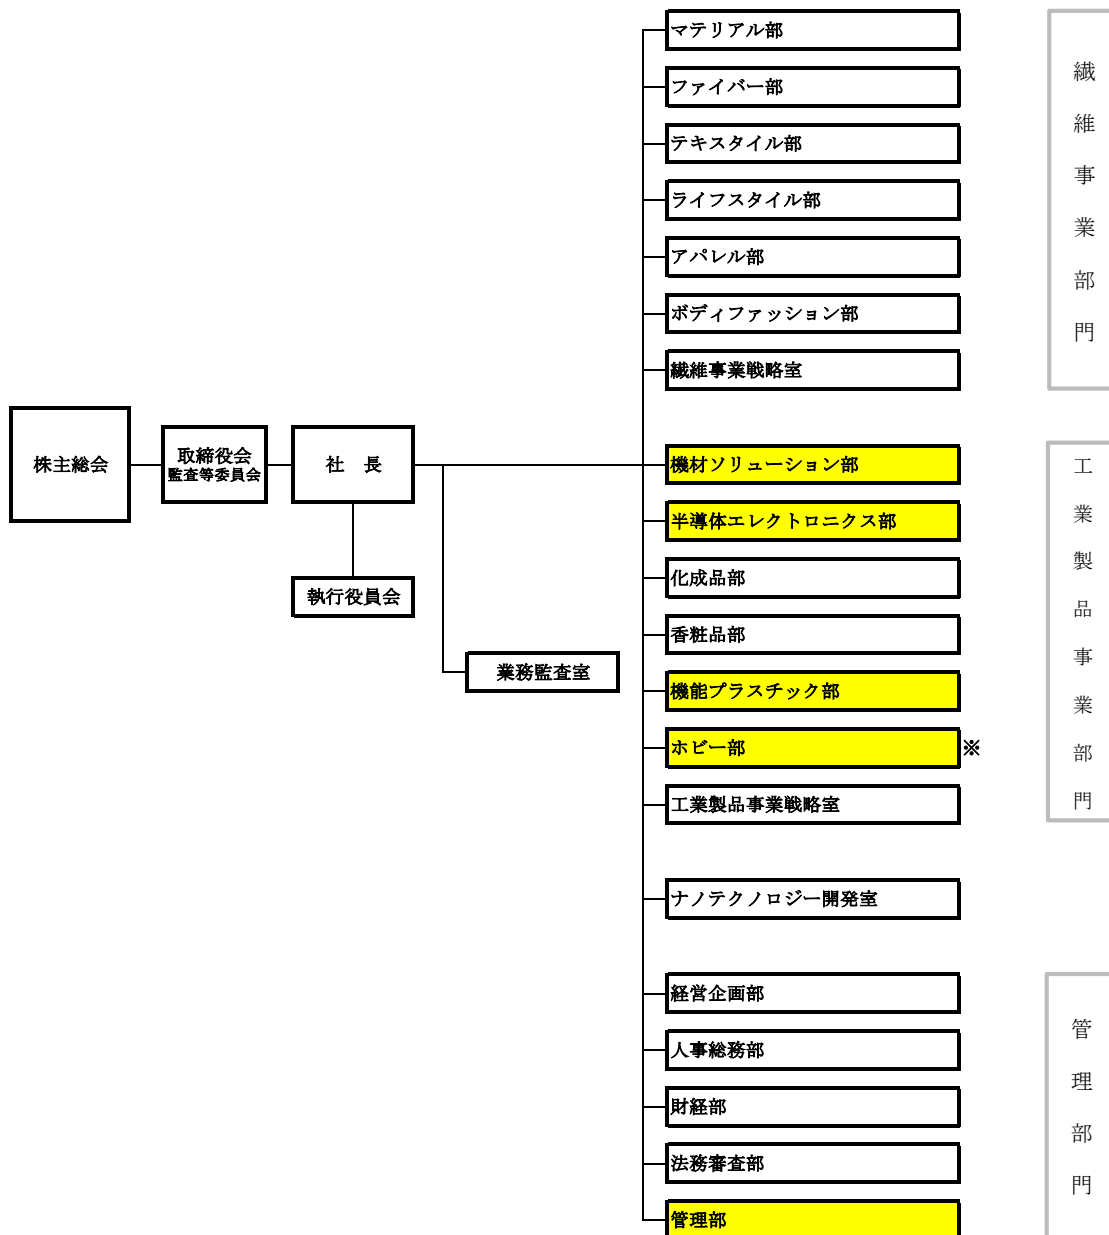 マテリアル部
ファイバー部
テキスタイル部
ライフスタイル部
アパレル部
ボディファッション部
繊維事業戦略室
繊維事業部門
株主総会
取締役会
監査等委員会
社 長
執行役員会
業務監査室
機材ソリューション部
半導体エレクトロニクス部
化成品部
香粧品部
機能プラスチック部
ホビー部 ※
工業製品事業戦略室
工業製品事業部門
ナノテクノロジー開発室
経営企画部
人事総務部
財経部
法務審査部
管理部
管理部門